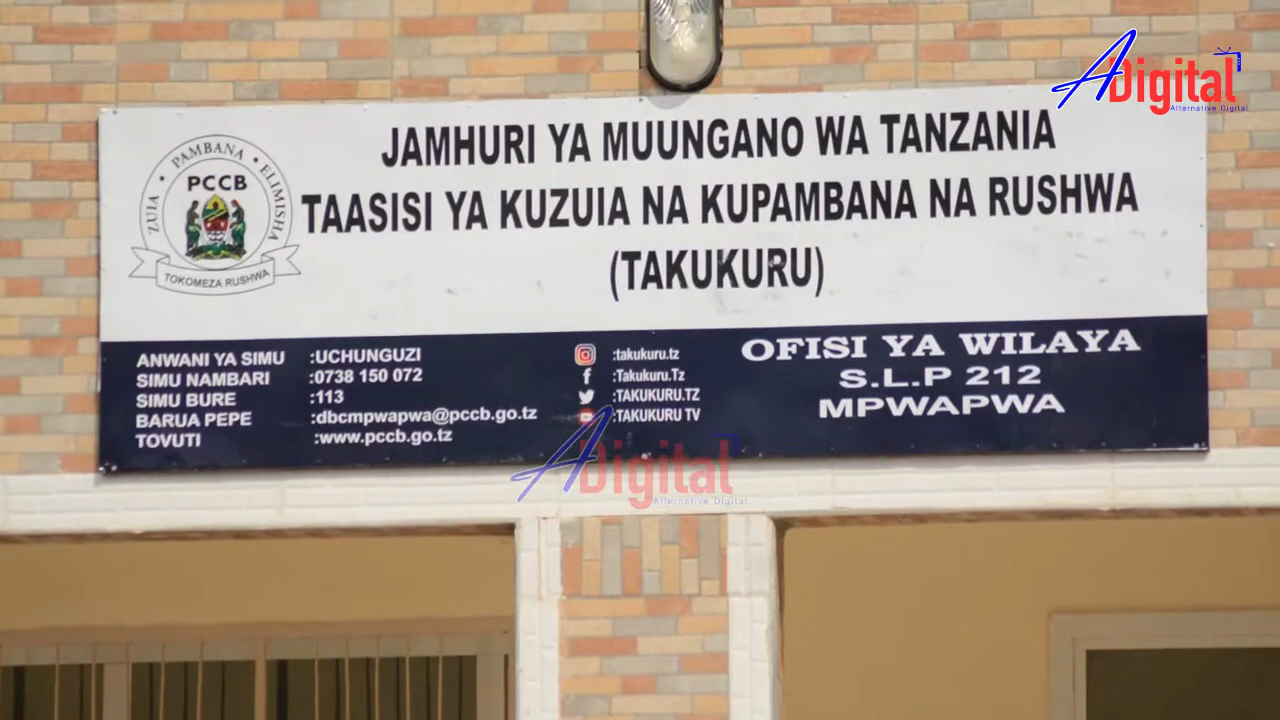 JAMHURI YA MUUNGANO WA TANZANIA
TAASISI YA KUZUIA NA KUPAMBANA NA RUSHWA
(TAKUKURU)
ZUIA • PAMBANA • ELIMISHA
PCCB
TOKOMEZA RUSHWA
ANWANI YA SIMU :UCHUNGUZI
SIMU NAMBARI :0738 150 072
SIMU BURE :113
BARUA PEPE :dbcmpwapwa@pccb.go.tz
TOVUTI :www.pccb.go.tz
:takukuru.tz
:Takukuru.Tz
:TAKUKURU.TZ
:TAKUKURU TV
OFISI YA WILAYA
S.L.P 212
MPWAPWA
ADigital
Alternative Digital
ADigital
Alternative Digital